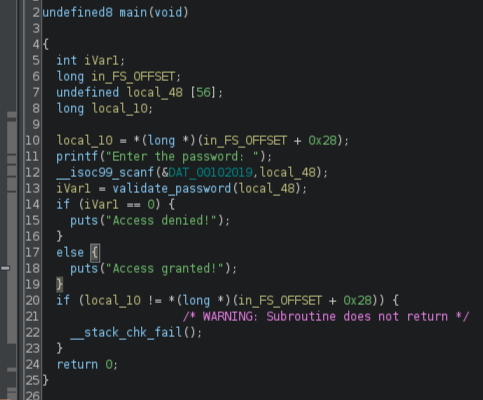 2 undefined8 main(void)
3
4 {
5 int iVar1;
6 long in_FS_OFFSET;
7 undefined local_48 [56];
8 long local_10;
9
10 local_10 = *(long *)(in_FS_OFFSET + 0x28);
11 printf("Enter the password: ");
12 __isoc99_scanf(&DAT_00102019,local_48);
13 iVar1 = validate_password(local_48);
14 if (iVar1 == 0) {
15 puts("Access denied!");
16 }
17 else {
18 puts("Access granted!");
19 }
20 if (local_10 != *(long *)(in_FS_OFFSET + 0x28)) {
21 /* WARNING: Subroutine does not return */
22 __stack_chk_fail();
23 }
24 return 0;
25 }
26